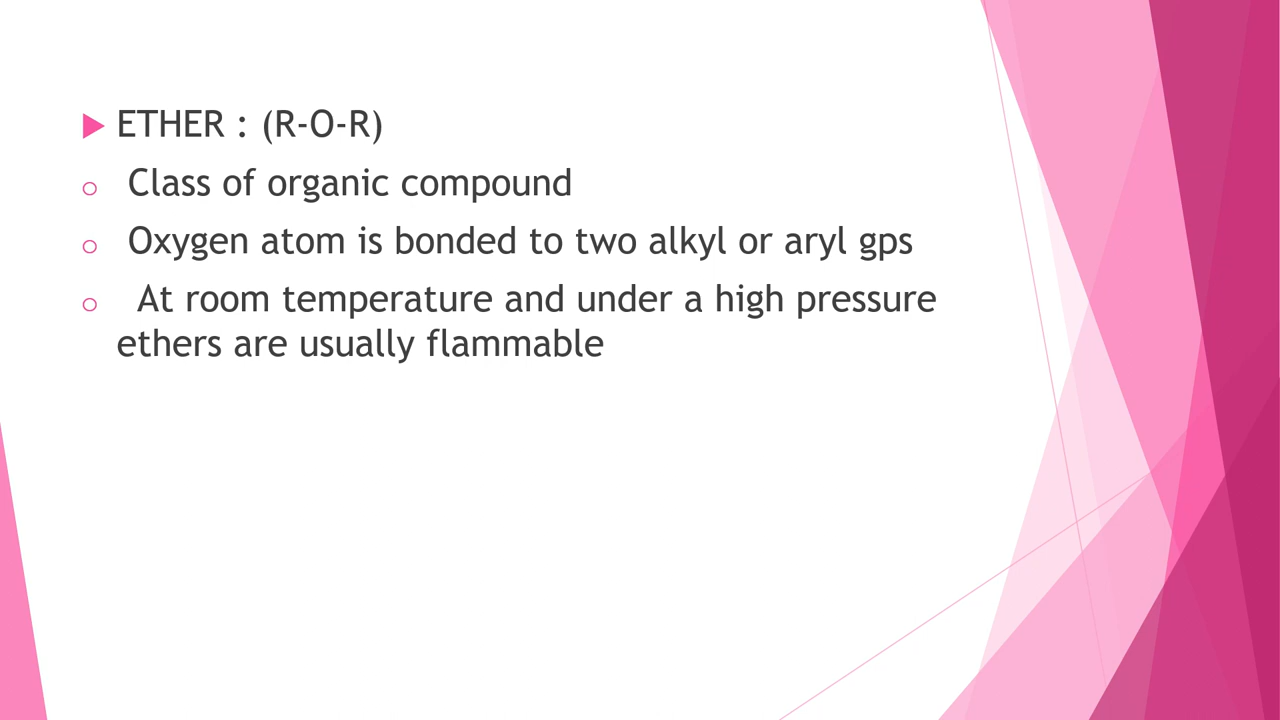 ETHER : (R-O-R)
Class of organic compound
Oxygen atom is bonded to two alkyl or aryl gps
At room temperature and under a high pressure
ethers are usually flammable